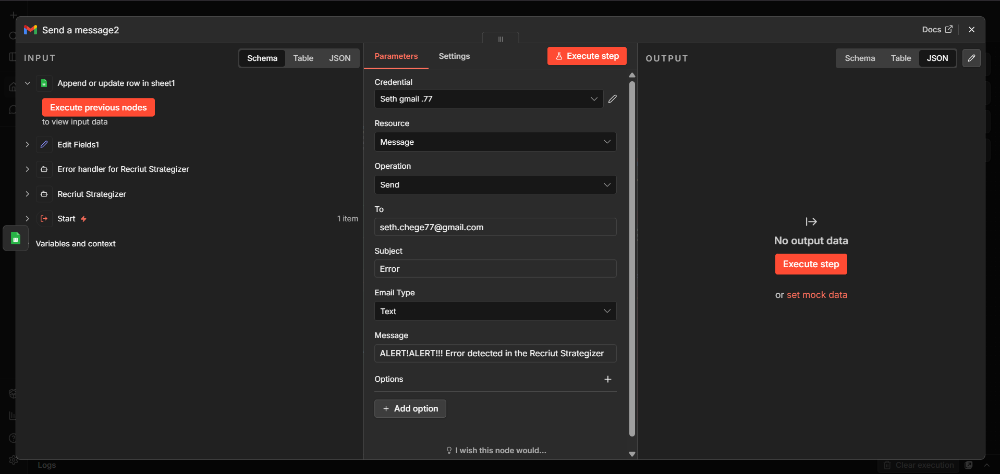 Send a message2
Docs
INPUT
Schema
Table
JSON
Append or update row in sheet1
Execute previous nodes
to view input data
Edit Fields1
Error handler for Recriut Strategizer
Recriut Strategizer
Start
1 item
Variables and context
Parameters
Settings
Execute step
Credential
Seth gmail .77
Resource
Message
Operation
Send
To
seth.chege77@gmail.com
Subject
Error
Email Type
Text
Message
ALERT!ALERT!!! Error detected in the Recriut Strategizer
Options
Add option
I wish this node would...
OUTPUT
Schema
Table
JSON
No output data
Execute step
or set mock data
Logs
Clear execution